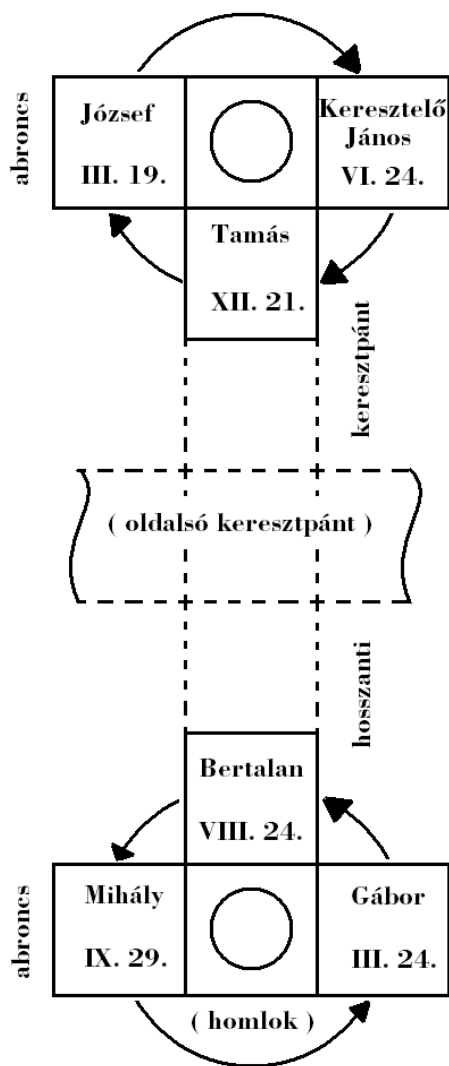 abroncs
József
III. 19.
Keresztelő
János
VI. 24.
Tamás
XII. 21.
keresztpánt
( oldalsó keresztpánt )
hosszanti
Bertalan
VIII. 24.
abroncs
Mihály
IX. 29.
Gábor
III. 24.
( homlok )